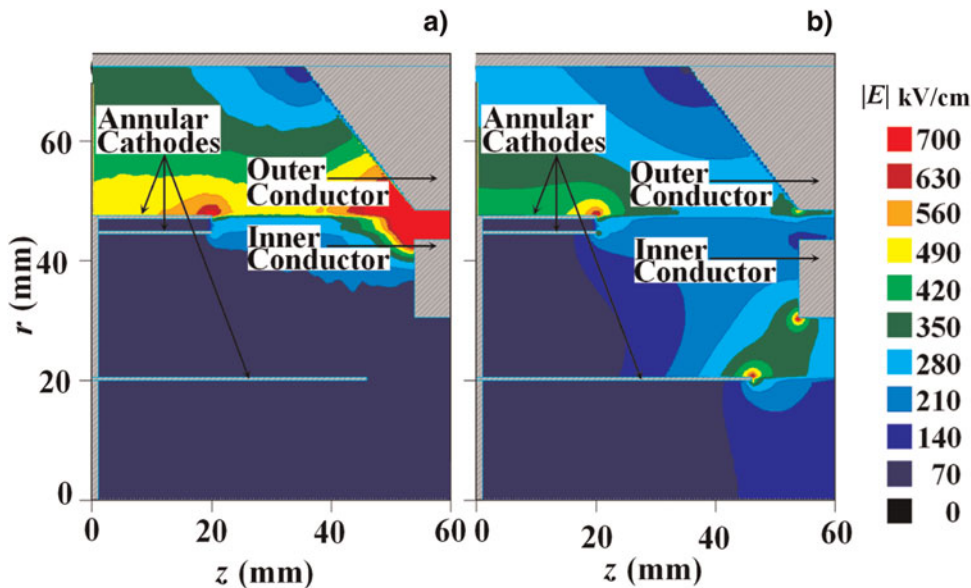 a)
Annular
Cathodes
Outer
Conductor
Inner
Conductor
r (mm)
60
40
20
0
0 20 40 60
z (mm)
b)
Annular
Cathodes
Outer
Conductor
Inner
Conductor
0 20 40 60
z (mm)
|E| kV/cm
700
630
560
490
420
350
280
210
140
70
0